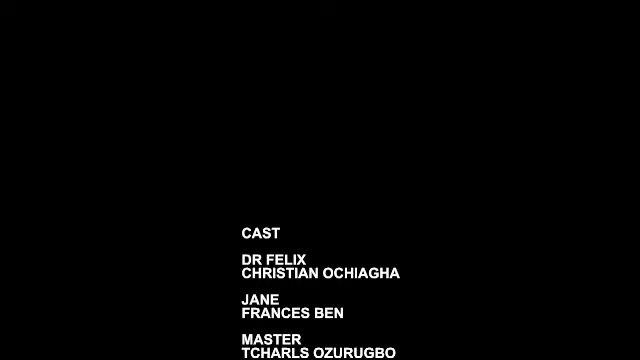 CAST
DR FELIX
CHRISTIAN OCHIAGHA
JANE
FRANCES BEN
MASTER
TCHARLS OZURUGBO